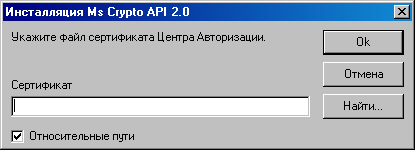 Инсталляция Ms Crypto API 2.0
Укажите файл сертификата Центра Авторизации.
Ok
Отмена
Сертификат
Найти...
Относительные пути